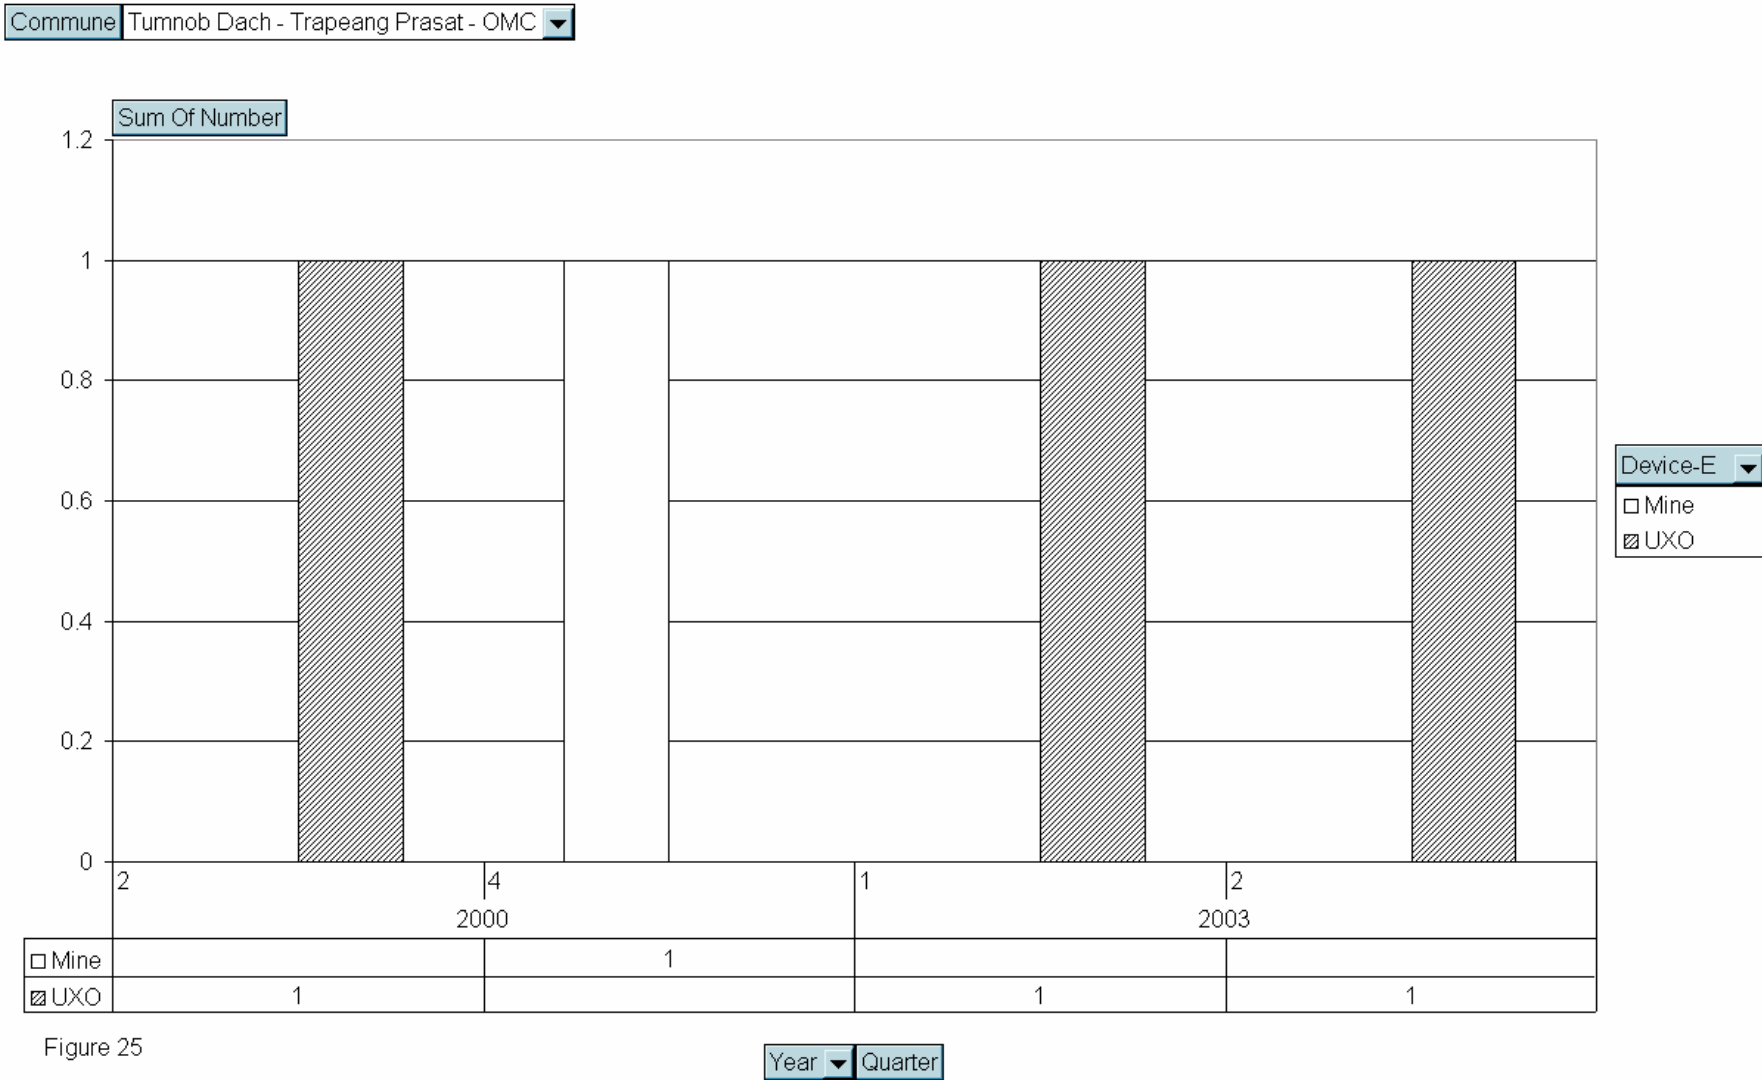 Commune Tumnob Dach - Trapeang Prasat - OMC
Sum Of Number
1.2
1
0.8
0.6
0.4
0.2
0
Device-E
Mine
UXO
2 4 1 2
2000 2003
Mine 1
UXO 1 1 1
Figure 25
Year Quarter